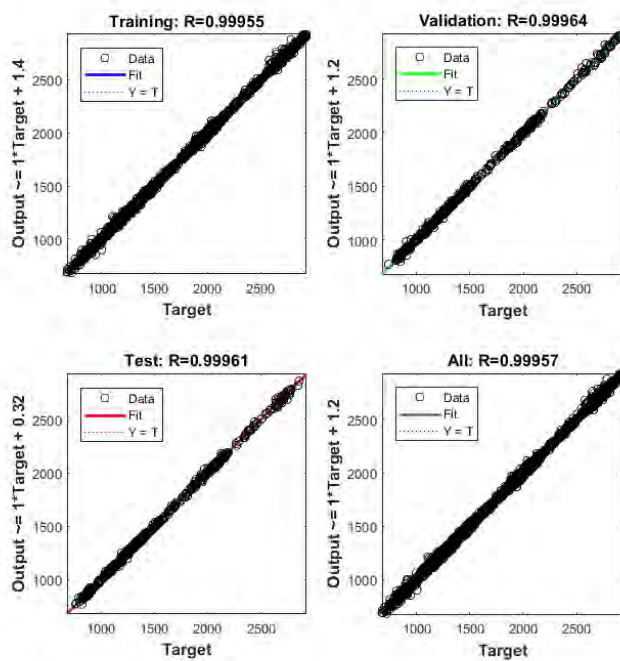 Training: R=0.99955
Output ~= 1*Target + 1.4
Data
Fit
Y = T
2500
2000
1500
1000
1000 1500 2000 2500
Target
Validation: R=0.99964
Output ~= 1*Target + 1.2
Data
Fit
Y = T
2500
2000
1500
1000
1000 1500 2000 2500
Target
Test: R=0.99961
Output ~= 1*Target + 0.32
Data
Fit
Y = T
2500
2000
1500
1000
1000 1500 2000 2500
Target
All: R=0.99957
Output ~= 1*Target + 1.2
Data
Fit
Y = T
2500
2000
1500
1000
1000 1500 2000 2500
Target